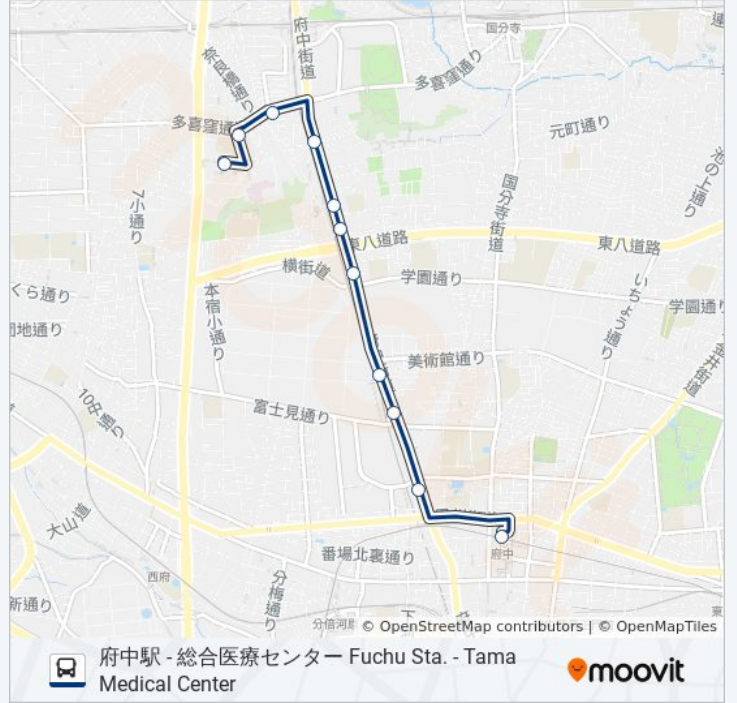 国分寺
府中街道
奈良橋通り
多喜窪通り
多喜窪通り
元町通り
池の上通り
7小通り
国分寺街道
東八道路
東八道路
横街道
学園通り
いちょう通り
くら通り
本宿小通り
学園通り
団地通り
美術館通り
金井街道
10中通り
富士見通り
大山道
番場北裏通り
府中
西府
分梅通り
新通り
分倍河原
© OpenStreetMap contributors | © OpenMapTiles
府中駅 - 総合医療センター Fuchu Sta. - Tama
Medical Center
moovit